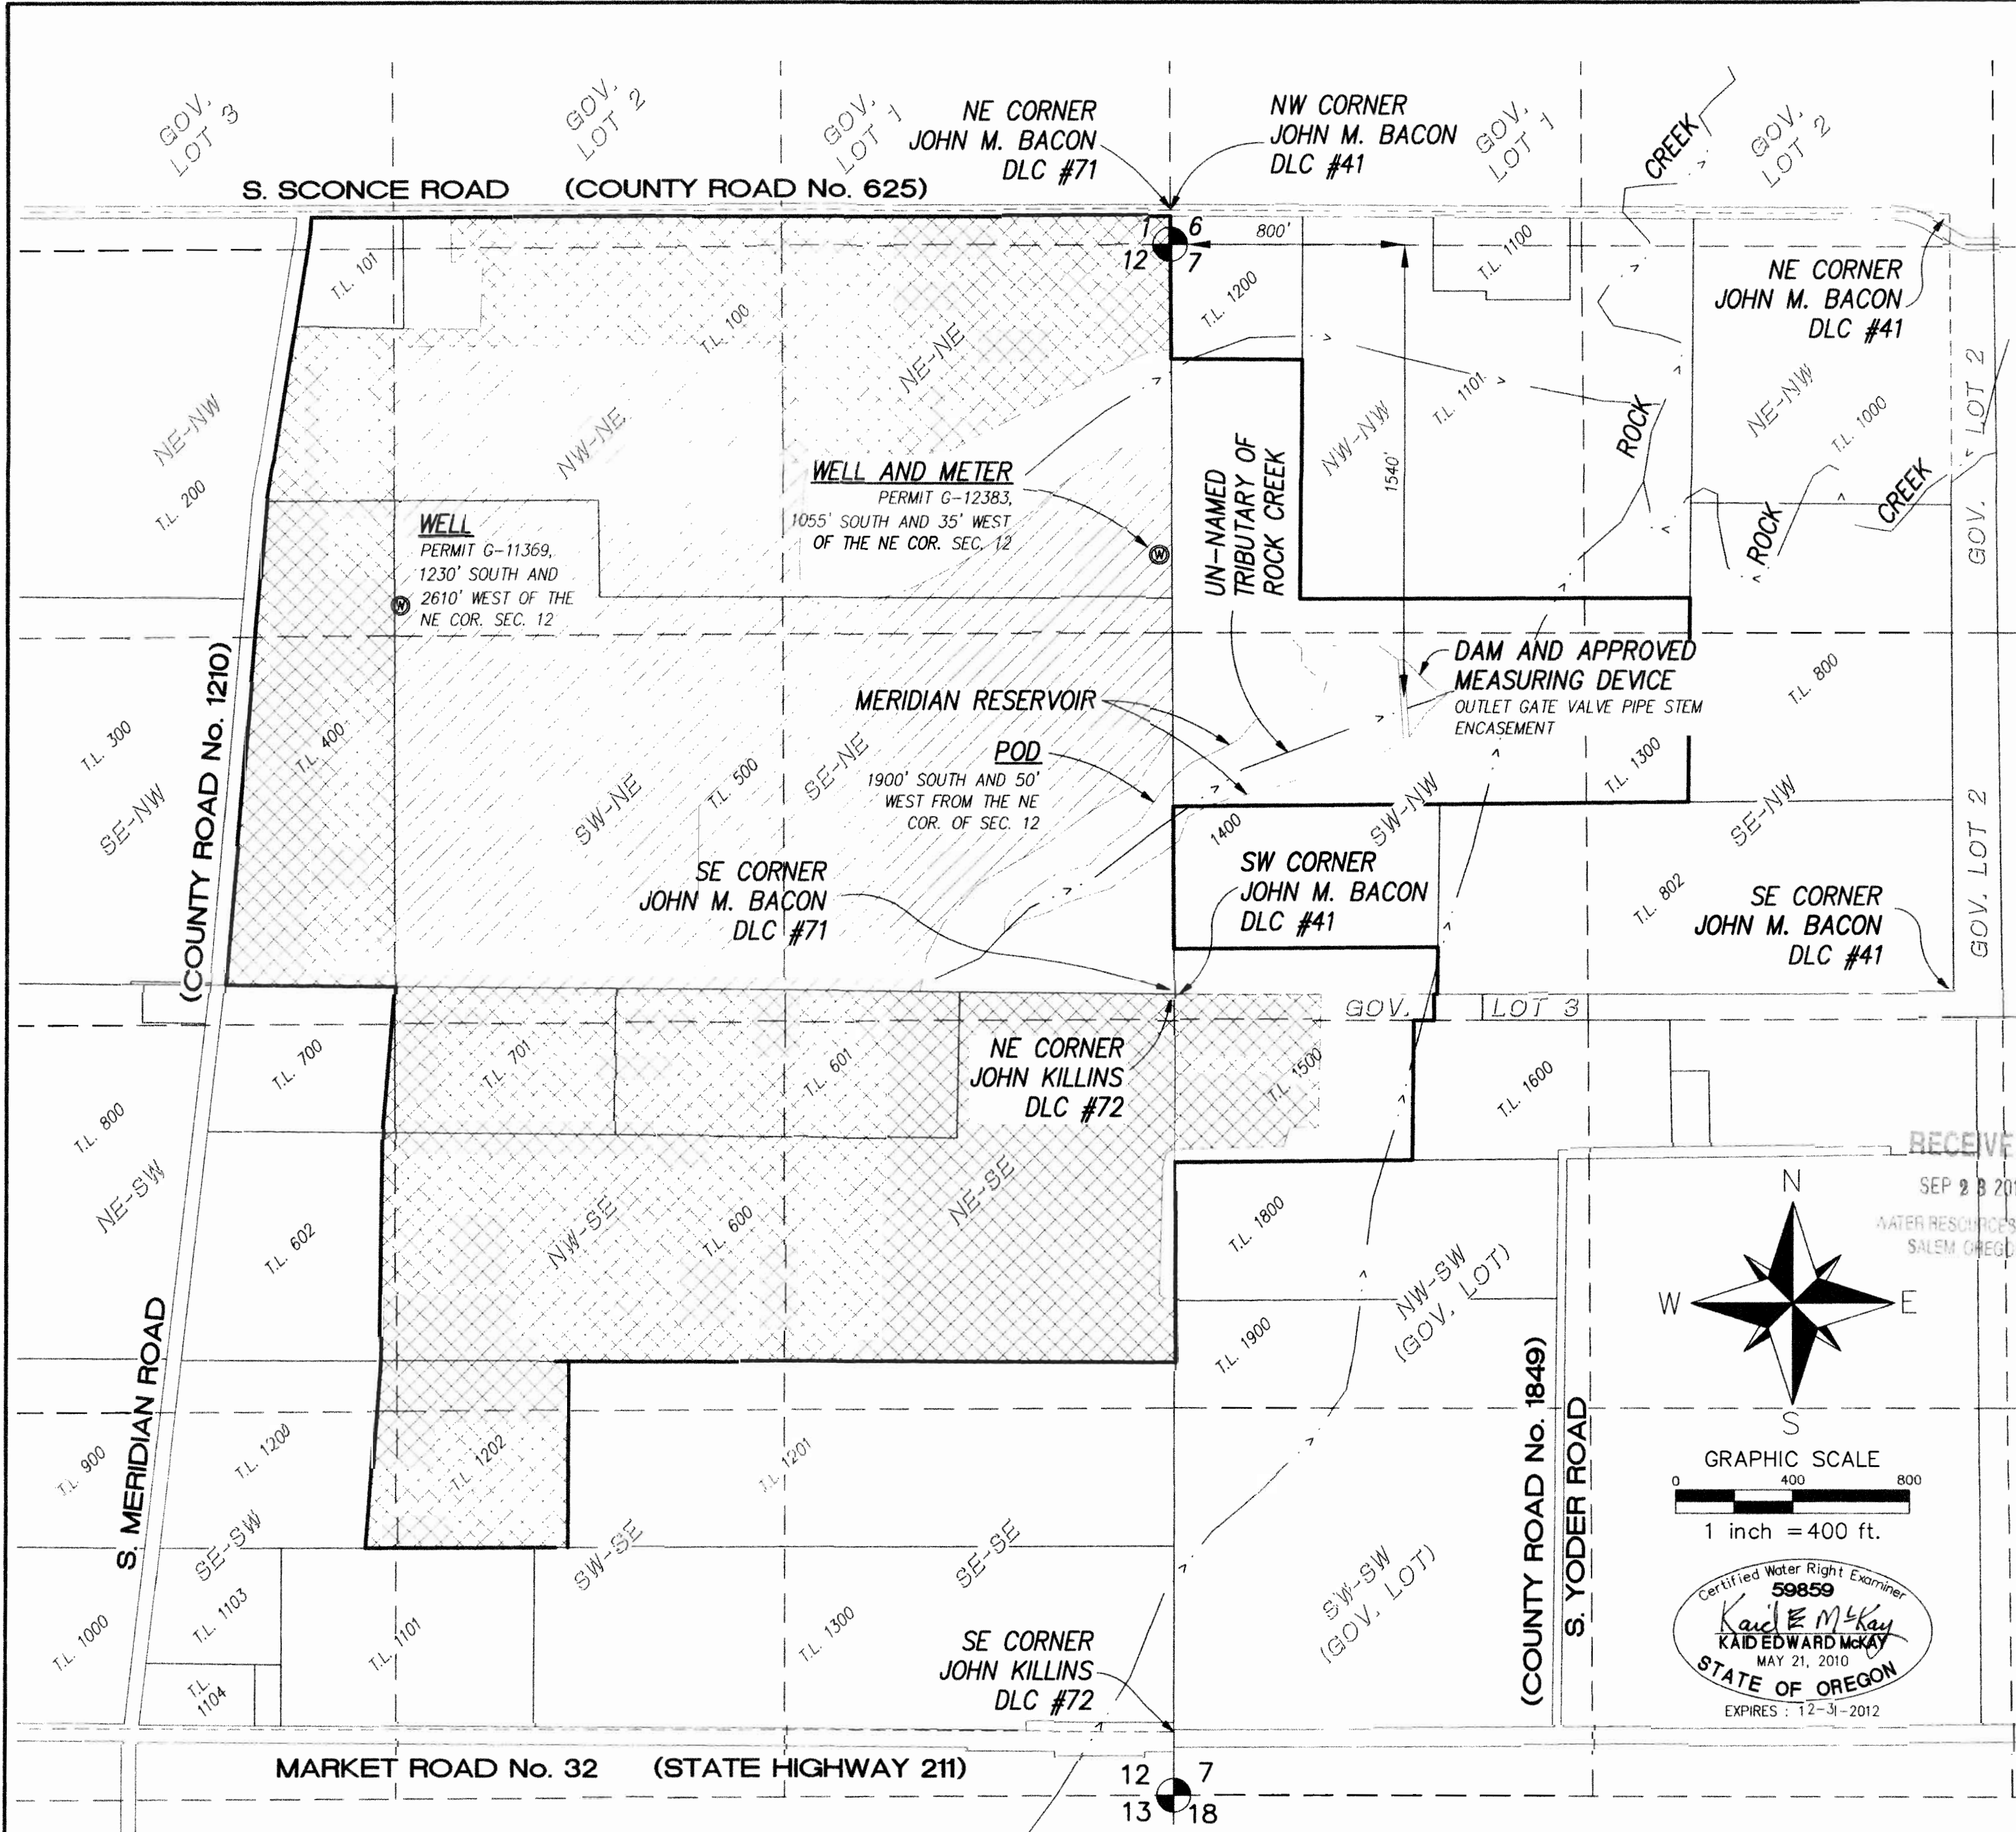 GOV.
LOT 3
GOV.
LOT 2
GOV.
LOT 1
NE CORNER
JOHN M. BACON
DLC #71
NW CORNER
JOHN M. BACON
DLC #41
GOV.
LOT 1
CREEK
GOV.
LOT 2
S. SCONCE ROAD (COUNTY ROAD No. 625)
1 6
12 7
800'
T.L. 1100
NE CORNER
JOHN M. BACON
DLC #41
T.L. 101
T.L. 100
T.L. 1200
NE-NE
NE-NW
T.L. 200
NW-NE
NW-NW
T.L. 1101
ROCK
NE-NW
T.L. 1000
GOV. LOT 2
WELL AND METER
PERMIT G-12383,
1055' SOUTH AND 35' WEST
OF THE NE COR. SEC. 12
W
UN-NAMED
TRIBUTARY OF
ROCK CREEK
1540'
ROCK
CREEK
WELL
PERMIT G-11369,
1230' SOUTH AND
2610' WEST OF THE
NE COR. SEC. 12
W
(COUNTY ROAD No. 1210)
T.L. 300
SE-NW
T.L. 400
MERIDIAN RESERVOIR
DAM AND APPROVED
MEASURING DEVICE
OUTLET GATE VALVE PIPE STEM
ENCASEMENT
T.L. 800
POD
1900' SOUTH AND 50'
WEST FROM THE NE
COR. OF SEC. 12
SW-NE
T.L. 500
SE-NE
1400
SW-NW
T.L. 1300
SE-NW
GOV. LOT 2
SE CORNER
JOHN M. BACON
DLC #71
SW CORNER
JOHN M. BACON
DLC #41
T.L. 802
SE CORNER
JOHN M. BACON
DLC #41
GOV. LOT 3
T.L. 700
T.L. 701
T.L. 601
NE CORNER
JOHN KILLINS
DLC #72
T.L. 1500
T.L. 1600
T.L. 800
NE-SW
T.L. 602
NW-SE
T.L. 600
NE-SE
T.L. 1800
T.L. 1900
NW-SW
(GOV. LOT)
RECEIVE
SEP 23 201
WATER RESOURCES
SALEM OREGO
N
W
E
S
S. MERIDIAN ROAD
T.L. 900
T.L. 1200
SE-SW
T.L. 1202
T.L. 1201
SW-SE
SE-SE
SW-SW
(GOV. LOT)
(COUNTY ROAD No. 1849)
S. YODER ROAD
GRAPHIC SCALE
0 400 800
1 inch = 400 ft.
Certified Water Right Examiner
59859
Kaid E McKay
KAID EDWARD McKAY
MAY 21, 2010
STATE OF OREGON
EXPIRES : 12-31-2012
T.L. 1000
T.L. 1103
T.L.
1104
T.L. 1101
T.L. 1300
SE CORNER
JOHN KILLINS
DLC #72
MARKET ROAD No. 32 (STATE HIGHWAY 211)
12 7
13 18